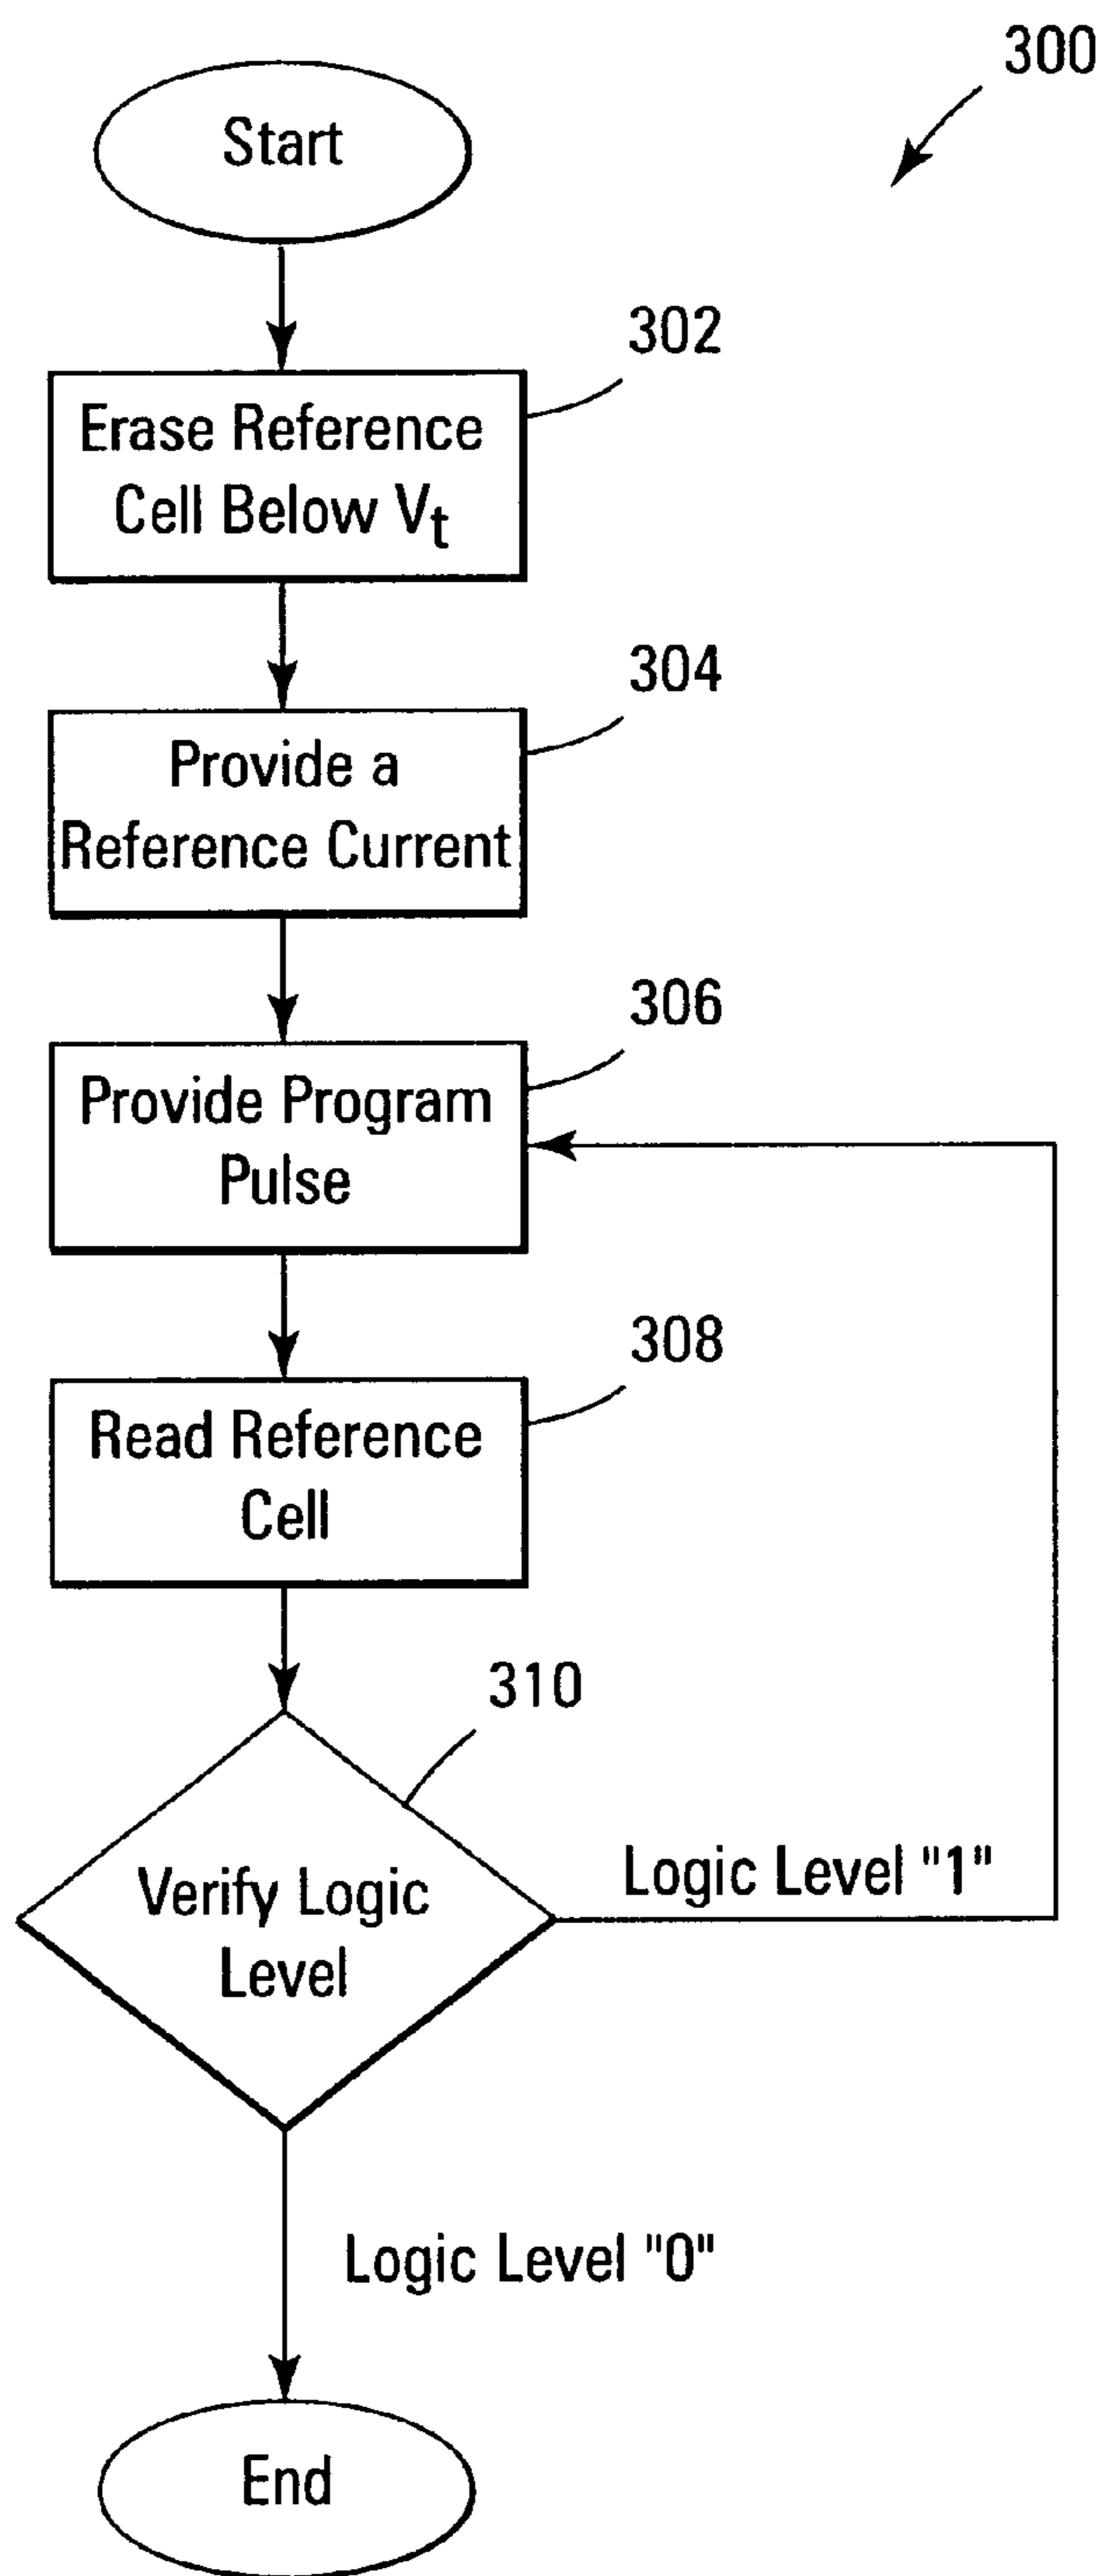 300
Start
302
Erase Reference
Cell Below Vt
304
Provide a
Reference Current
306
Provide Program
Pulse
308
Read Reference
Cell
310
Verify Logic
Level
Logic Level "1"
Logic Level "0"
End